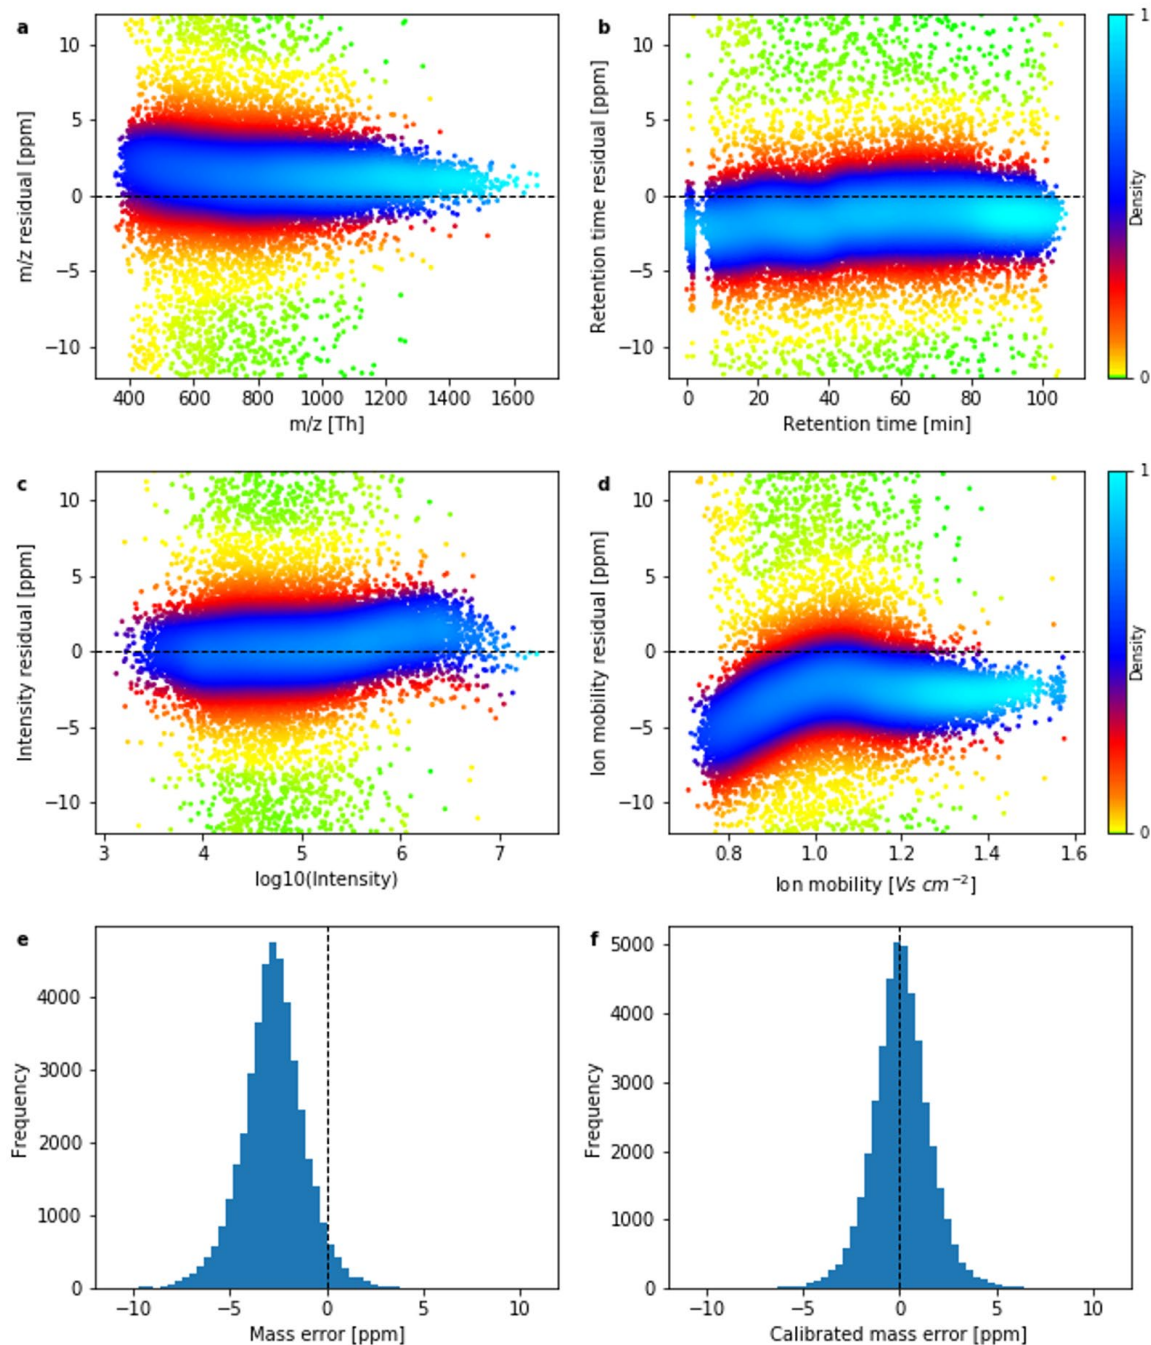 a
10
5
0
−5
−10
m/z residual [ppm]
400 600 800 1000 1200 1400 1600
m/z [Th]
b
10
5
0
−5
−10
Retention time residual [ppm]
0 20 40 60 80 100
Retention time [min]
1
Density
0
c
10
5
0
−5
−10
Intensity residual [ppm]
3 4 5 6 7
log10(Intensity)
d
10
5
0
−5
−10
Ion mobility residual [ppm]
0.8 1.0 1.2 1.4 1.6
Ion mobility [Vs cm⁻²]
1
Density
0
e
4000
3000
2000
1000
0
Frequency
−10 −5 0 5 10
Mass error [ppm]
f
5000
4000
3000
2000
1000
0
Frequency
−10 −5 0 5 10
Calibrated mass error [ppm]